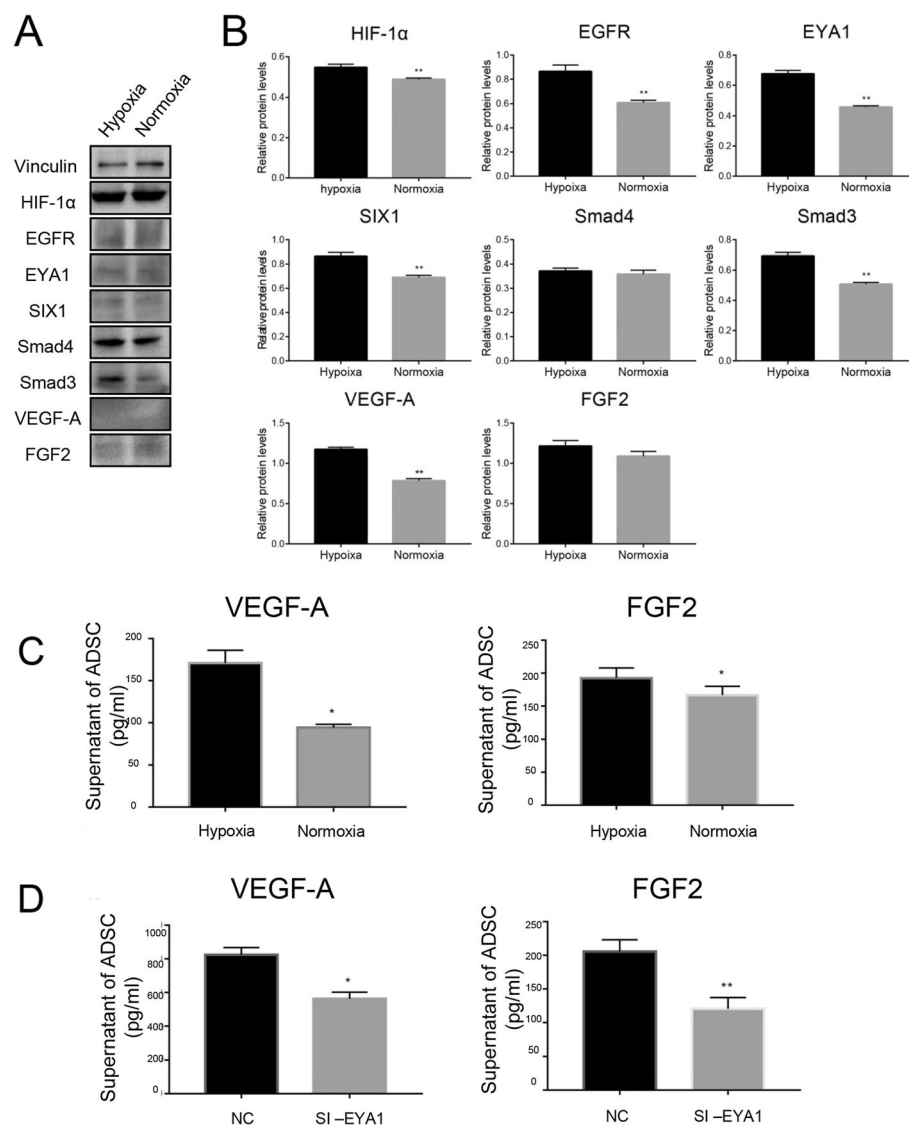 A
Hypoxia
Normoxia
Vinculin
HIF-1α
EGFR
EYA1
SIX1
Smad4
Smad3
VEGF-A
FGF2
B
HIF-1α
Relative protein levels
0.6
0.4
0.2
0.0
**
hypoxia
Normoxia
EGFR
Relative protein levels
1.0
0.8
0.6
0.4
0.2
0.0
**
Hypoixa
Normoxia
EYA1
Relative protein levels
0.8
0.6
0.4
0.2
0.0
**
Hypoixa
Normoxia
SIX1
Relative protein levels
1.0
0.8
0.6
0.4
0.2
0.0
**
Hypoixa
Normoxia
Smad4
Relative protein levels
0.5
0.4
0.3
0.2
0.1
0.0
Hypoixa
Normoxia
Smad3
Relative protein levels
0.8
0.6
0.4
0.2
0.0
**
Hypoixa
Normoxia
VEGF-A
Relative protein levels
1.5
1.0
0.5
0.0
**
Hypoixa
Normoxia
FGF2
Relative protein levels
1.5
1.0
0.5
0.0
Hypoixa
Normoxia
C
VEGF-A
Supernatant of ADSC
(pg/ml)
200
150
100
50
0
*
Hypoxia
Normoxia
FGF2
Supernatant of ADSC
(pg/ml)
250
200
150
100
50
0
*
Hypoxia
Normoxia
D
VEGF-A
Supernatant of ADSC
(pg/ml)
1000
800
600
400
200
0
*
NC
SI –EYA1
FGF2
Supernatant of ADSC
(pg/ml)
250
200
150
100
50
0
**
NC
SI –EYA1